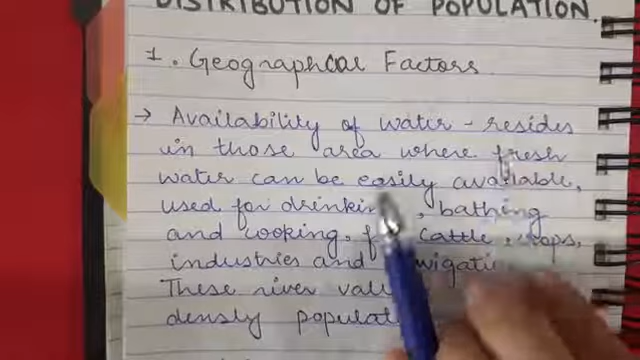 DISTRIBUTION OF POPULATION.
1. Geographical Factors
→ Availability of water - resides
in those area where fresh
water can be easily available,
used for , bathing
and cooking, cattle, crops,
industries and
These river
densly